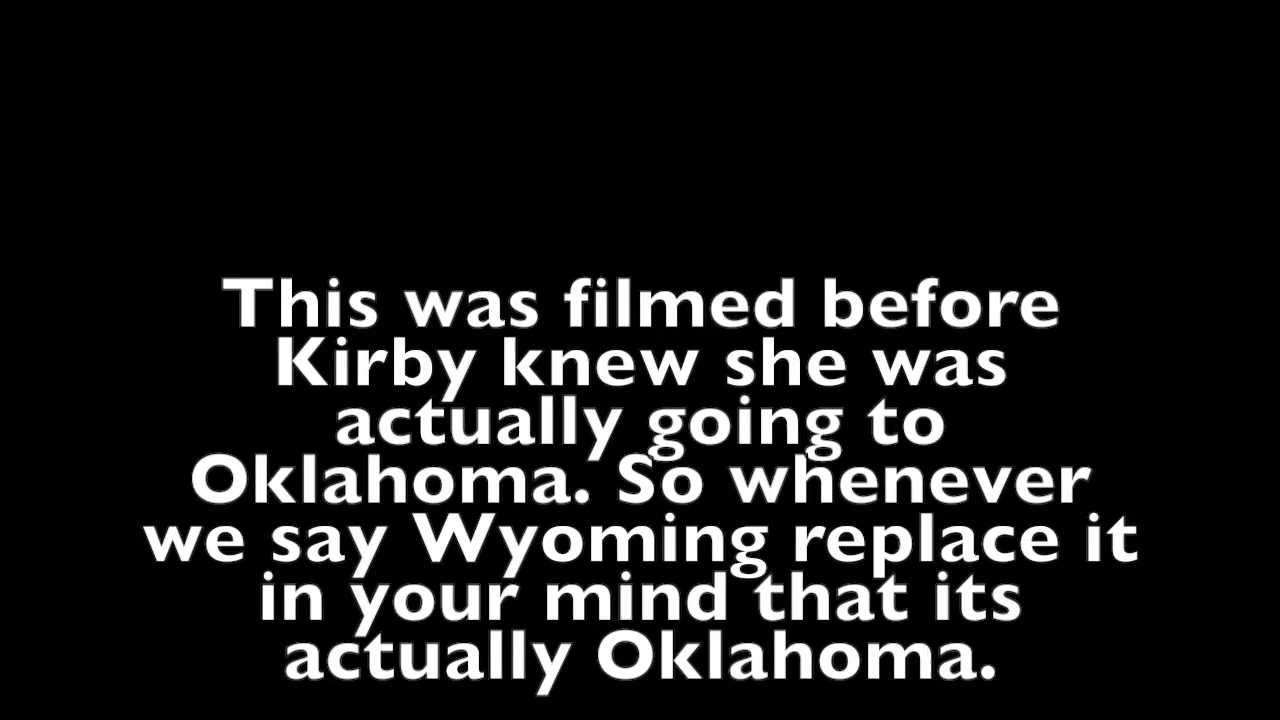 This was filmed before
Kirby knew she was
actually going to
Oklahoma. So whenever
we say Wyoming replace it
in your mind that its
actually Oklahoma.